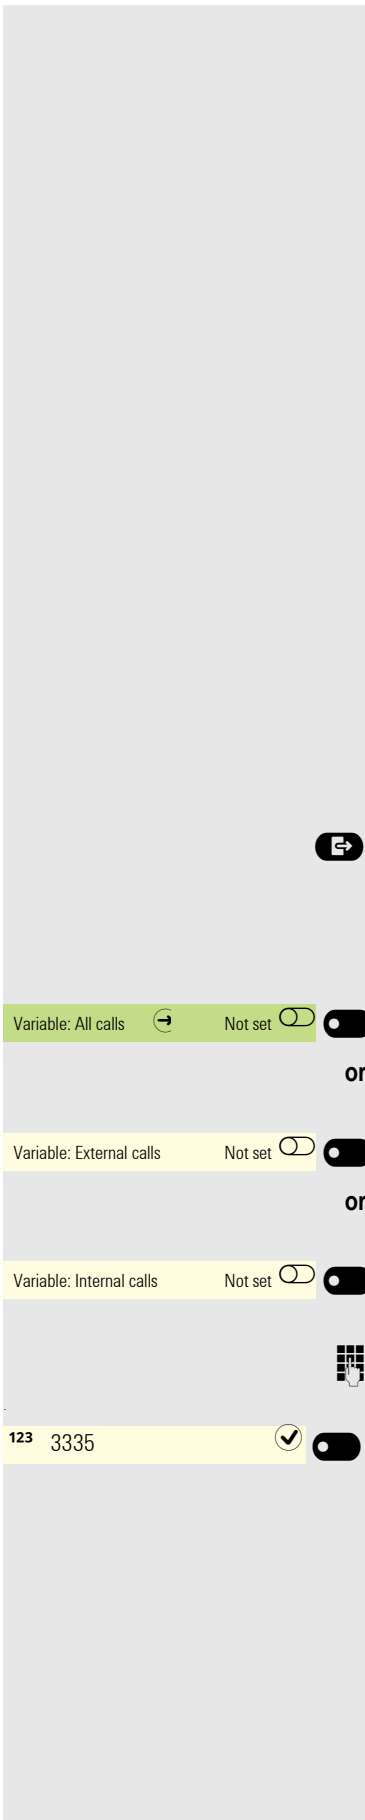 Variable: All calls Not set
or
Variable: External calls Not set
or
Variable: Internal calls Not set
123 3335